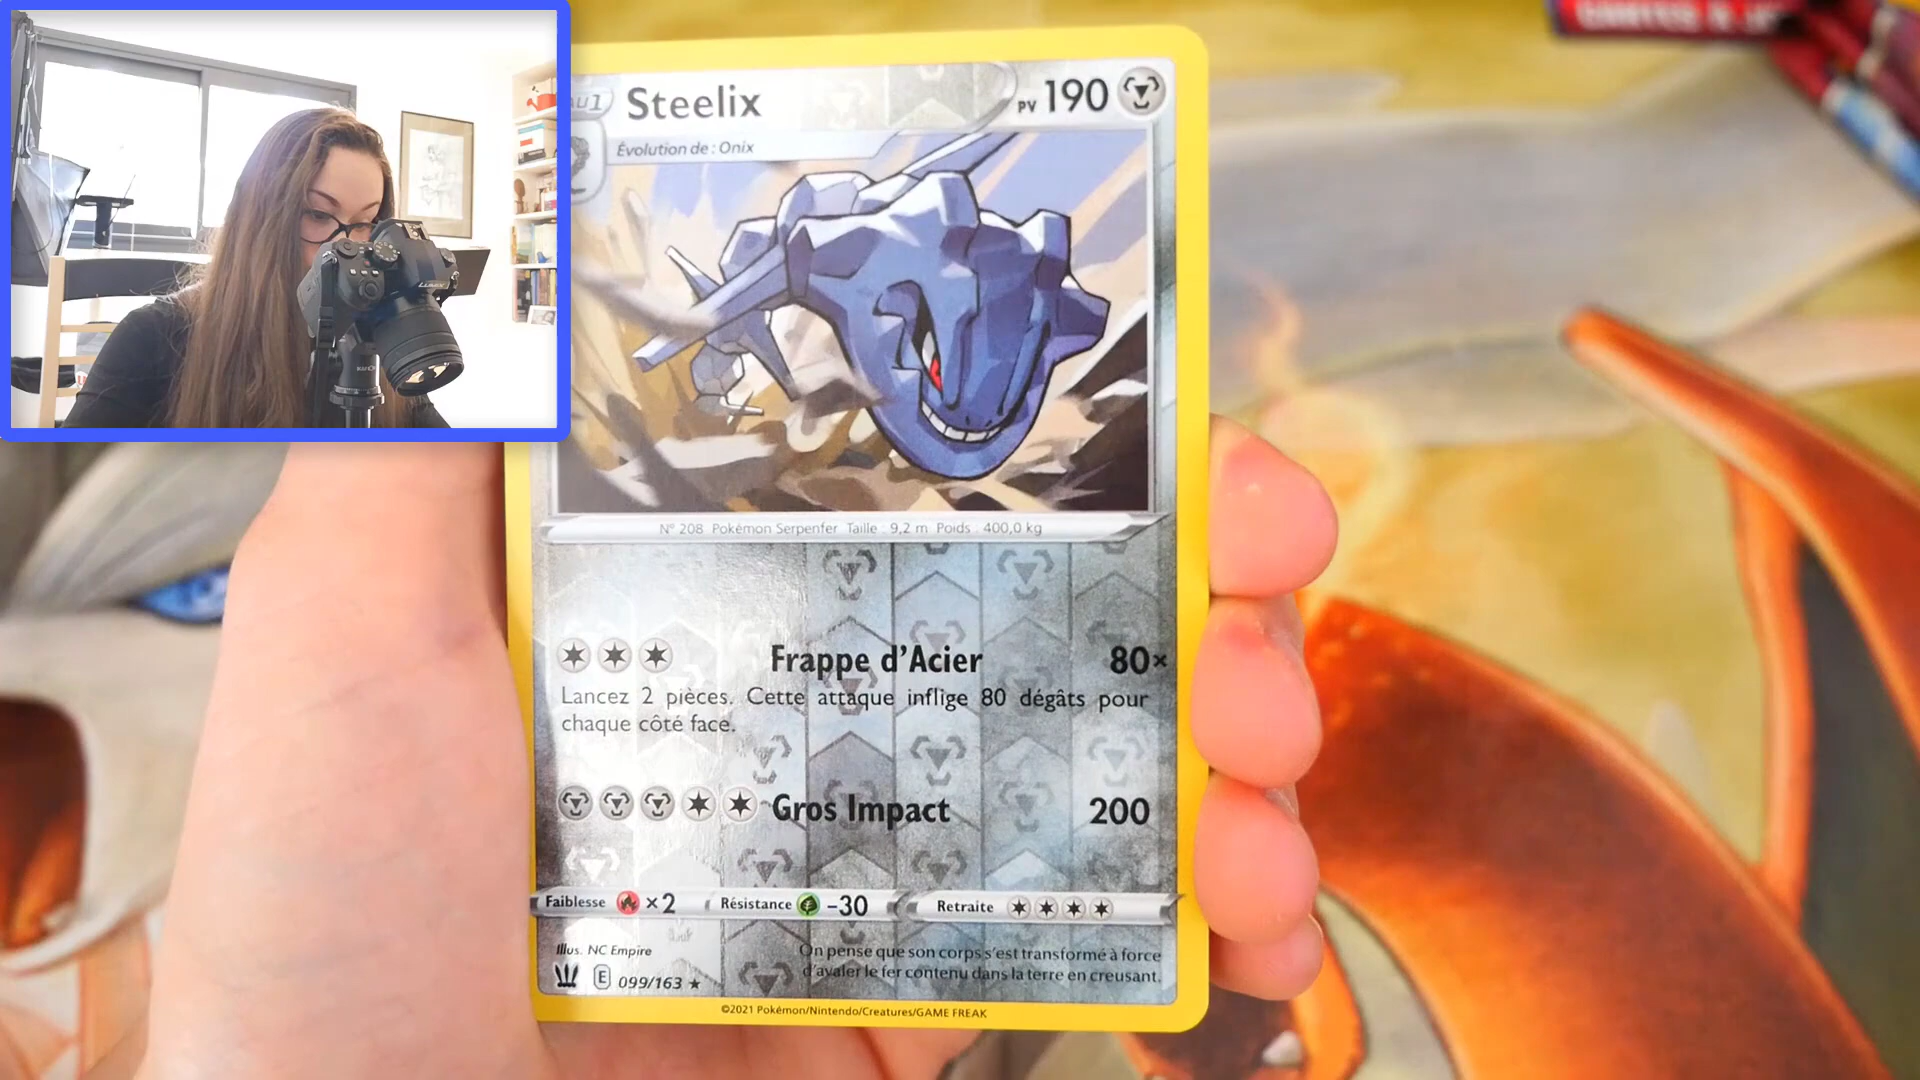 CARTES À
AU1
Steelix
PV 190
Évolution de : Onix
LUMIX
N° 208 Pokémon Serpenfer Taille : 9,2 m Poids : 400,0 kg
Frappe d'Acier 80×
Lancez 2 pièces. Cette attaque inflige 80 dégâts pour
chaque côté face.
Gros Impact 200
Faiblesse ×2 Résistance -30 Retraite
Illus. NC Empire
On pense que son corps s'est transformé à force
d'avaler le fer contenu dans la terre en creusant.
E 099/163 ★
©2021 Pokémon/Nintendo/Creatures/GAME FREAK